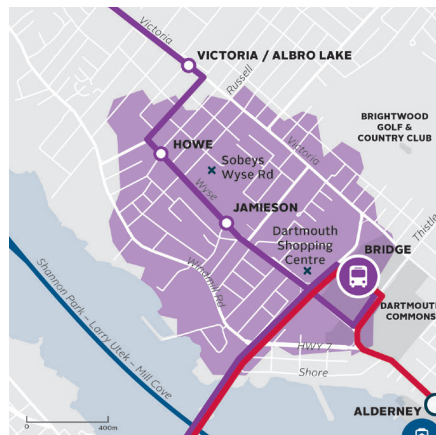 Victoria
VICTORIA / ALBRO LAKE
Russell
BRIGHTWOOD
GOLF &
COUNTRY CLUB
HOWE
Victoria
Sobeys
Wyse Rd
Wyse
JAMIESON
Thistle
Dartmouth
Shopping
Centre
BRIDGE
Windmill Rd
DARTMOUTH
COMMONS
Shannon Park – Larry Utek – Mill Cove
HWY 7
Shore
ALDERNEY
0
400m